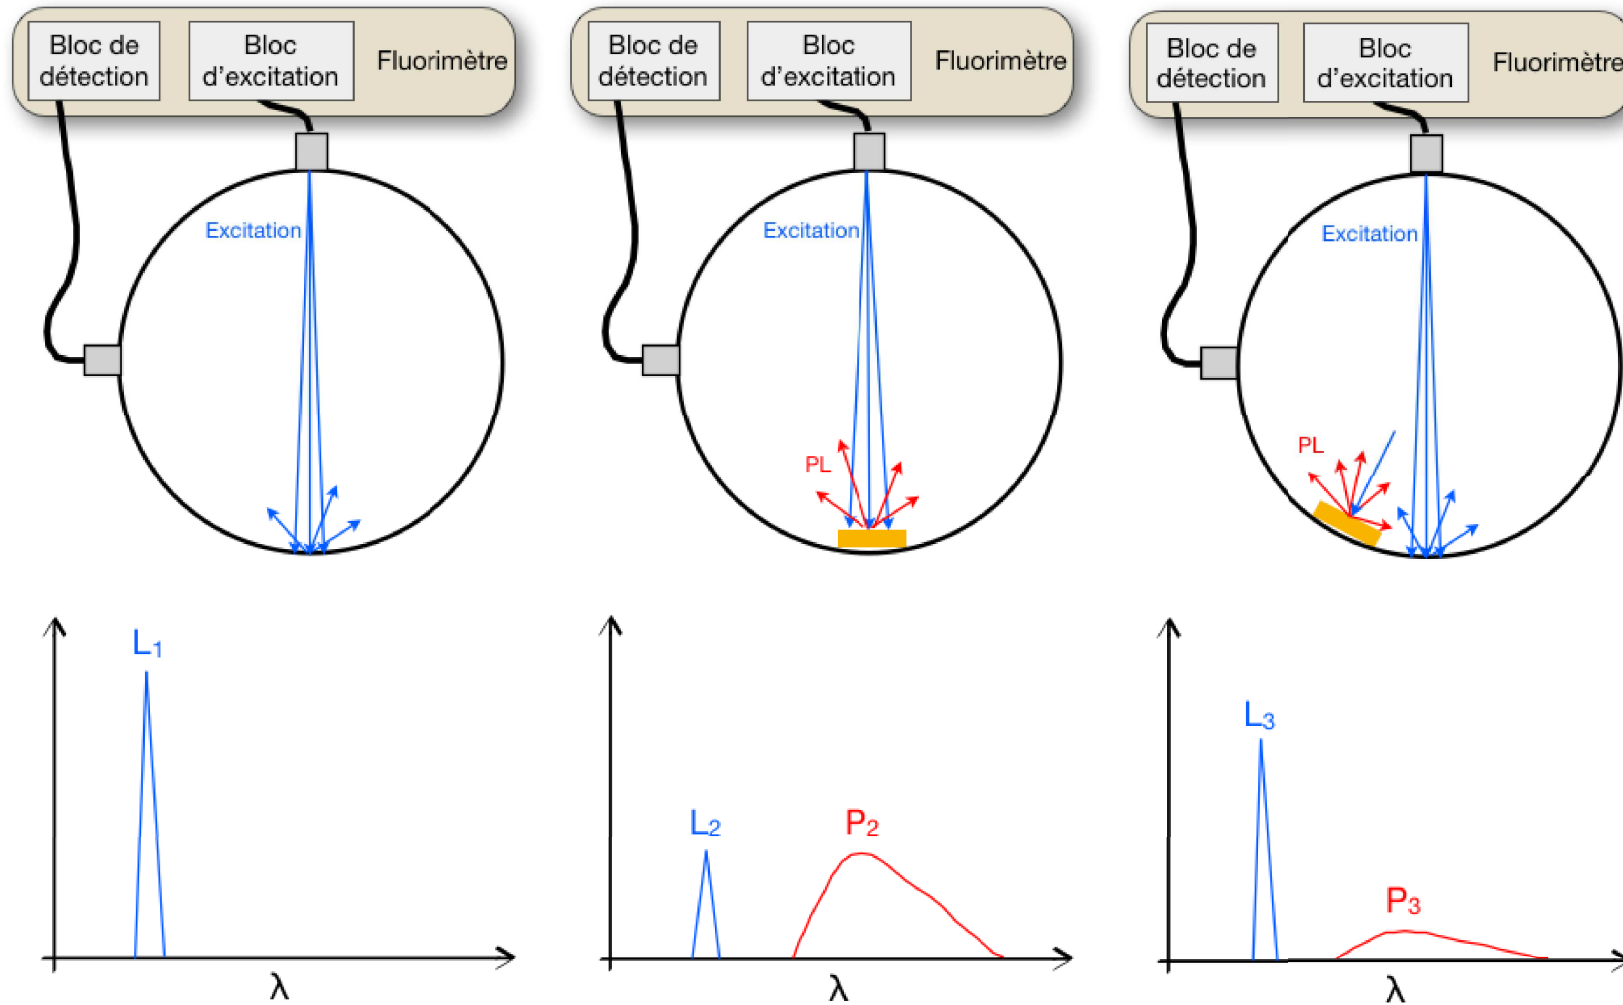 Bloc de
détection
Bloc
d'excitation
Fluorimètre
Excitation
L1
λ
Bloc de
détection
Bloc
d'excitation
Fluorimètre
Excitation
PL
L2
P2
λ
Bloc de
détection
Bloc
d'excitation
Fluorimètre
Excitation
PL
L3
P3
λ